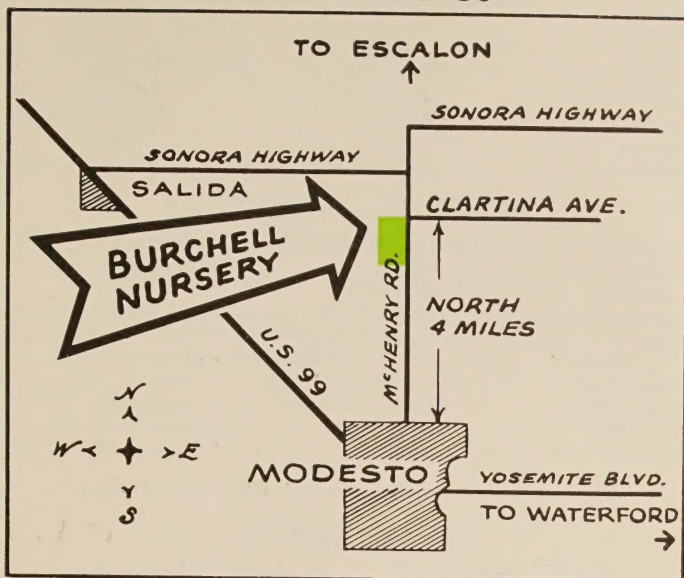 TO ESCALON
SONORA HIGHWAY
SONORA HIGHWAY
SALIDA
CLARTINA AVE.
BURCHELL
NURSERY
McHENRY RD.
NORTH
4 MILES
U.S. 99
N
W E
S
MODESTO
YOSEMITE BLVD.
TO WATERFORD